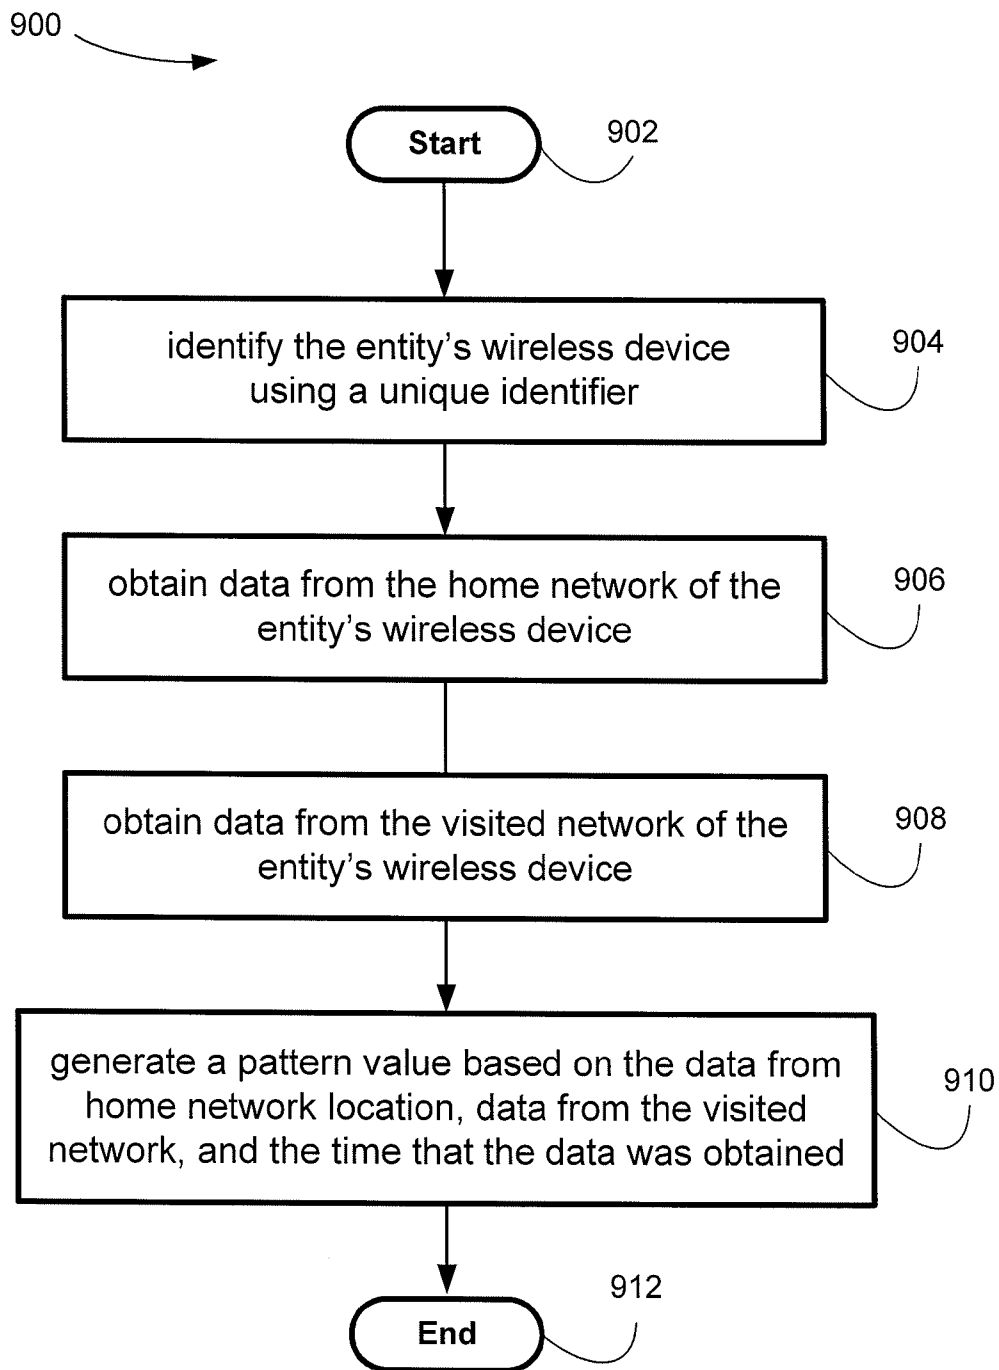 900
Start
902
identify the entity's wireless device
using a unique identifier
904
obtain data from the home network of the
entity's wireless device
906
obtain data from the visited network of the
entity's wireless device
908
generate a pattern value based on the data from
home network location, data from the visited
network, and the time that the data was obtained
910
End
912